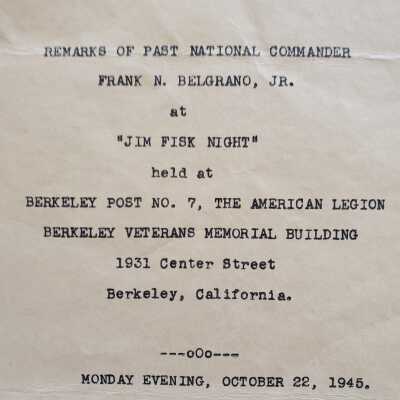 REMARKS OF PAST NATIONAL COMMANDER
FRANK N. BELGRANO, JR.
at
"JIM FISK NIGHT"
held at
BERKELEY POST NO. 7, THE AMERICAN LEGION
BERKELEY VETERANS MEMORIAL BUILDING
1931 Center Street
Berkeley, California.
---oOo---
MONDAY EVENING, OCTOBER 22, 1945.